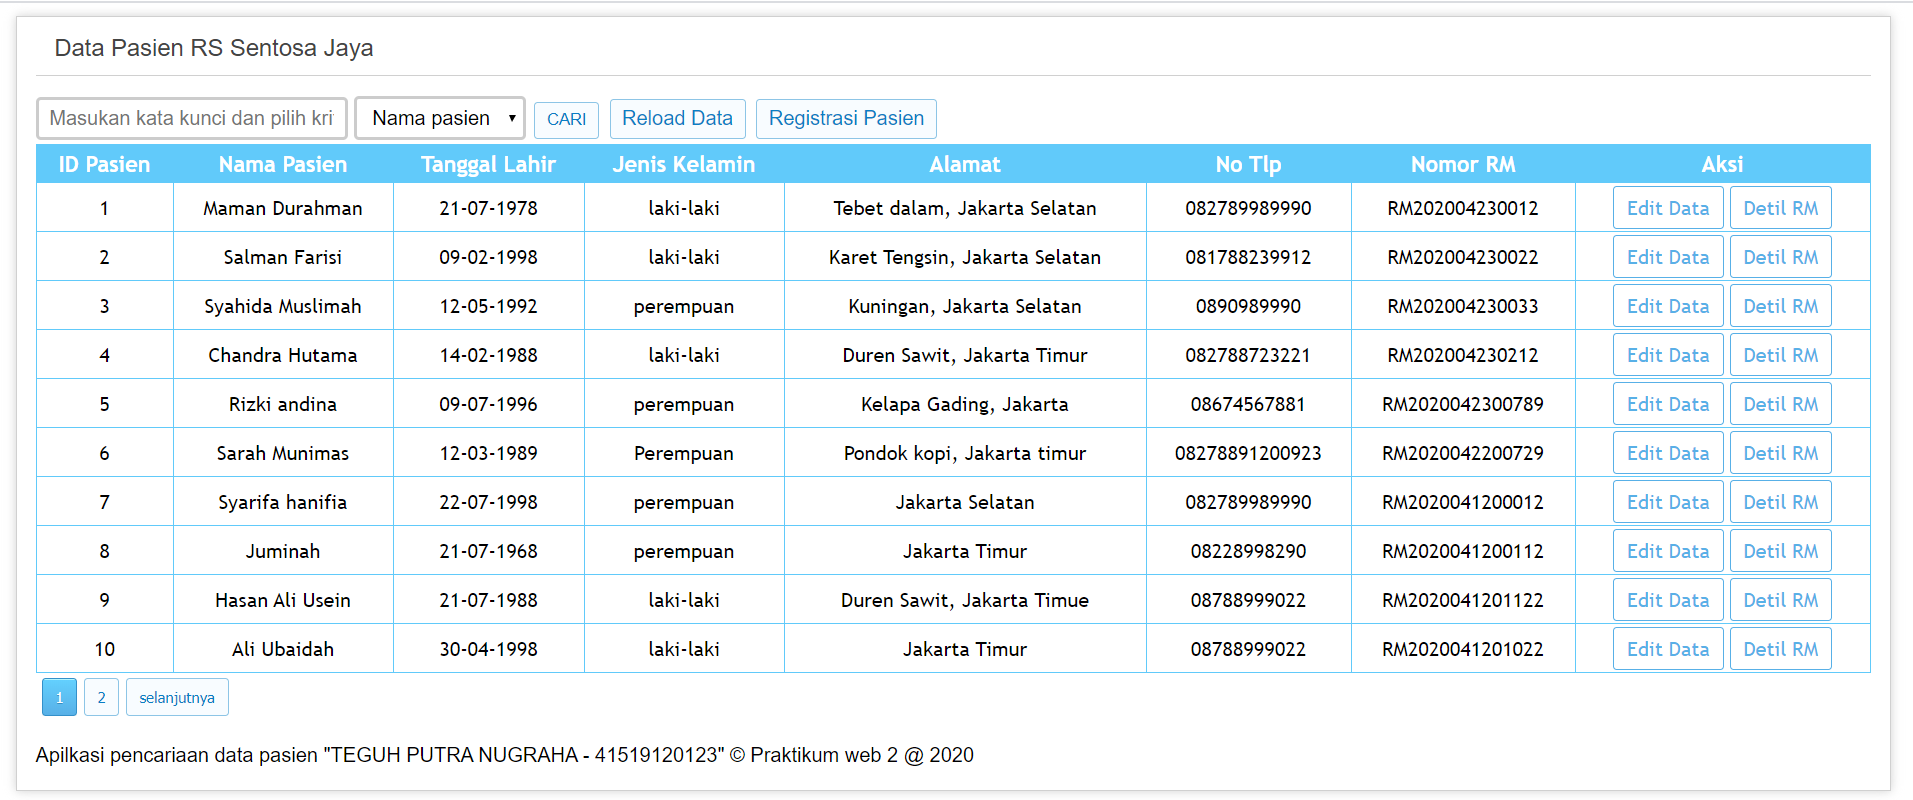 Data Pasien RS Sentosa Jaya
Masukan kata kunci dan pilih kri Nama pasien CARI Reload Data Registrasi Pasien
ID Pasien Nama Pasien Tanggal Lahir Jenis Kelamin Alamat No Tlp Nomor RM Aksi
1 Maman Durahman 21-07-1978 laki-laki Tebet dalam, Jakarta Selatan 082789989990 RM202004230012 Edit Data Detil RM
2 Salman Farisi 09-02-1998 laki-laki Karet Tengsin, Jakarta Selatan 081788239912 RM202004230022 Edit Data Detil RM
3 Syahida Muslimah 12-05-1992 perempuan Kuningan, Jakarta Selatan 0890989990 RM202004230033 Edit Data Detil RM
4 Chandra Hutama 14-02-1988 laki-laki Duren Sawit, Jakarta Timur 082788723221 RM202004230212 Edit Data Detil RM
5 Rizki andina 09-07-1996 perempuan Kelapa Gading, Jakarta 08674567881 RM2020042300789 Edit Data Detil RM
6 Sarah Munimas 12-03-1989 Perempuan Pondok kopi, Jakarta timur 08278891200923 RM2020042200729 Edit Data Detil RM
7 Syarifa hanifia 22-07-1998 perempuan Jakarta Selatan 082789989990 RM2020041200012 Edit Data Detil RM
8 Juminah 21-07-1968 perempuan Jakarta Timur 08228998290 RM2020041200112 Edit Data Detil RM
9 Hasan Ali Usein 21-07-1988 laki-laki Duren Sawit, Jakarta Timue 08788999022 RM2020041201122 Edit Data Detil RM
10 Ali Ubaidah 30-04-1998 laki-laki Jakarta Timur 08788999022 RM2020041201022 Edit Data Detil RM
1 2 selanjutnya
Apilkasi pencariaan data pasien "TEGUH PUTRA NUGRAHA - 41519120123" © Praktikum web 2 @ 2020